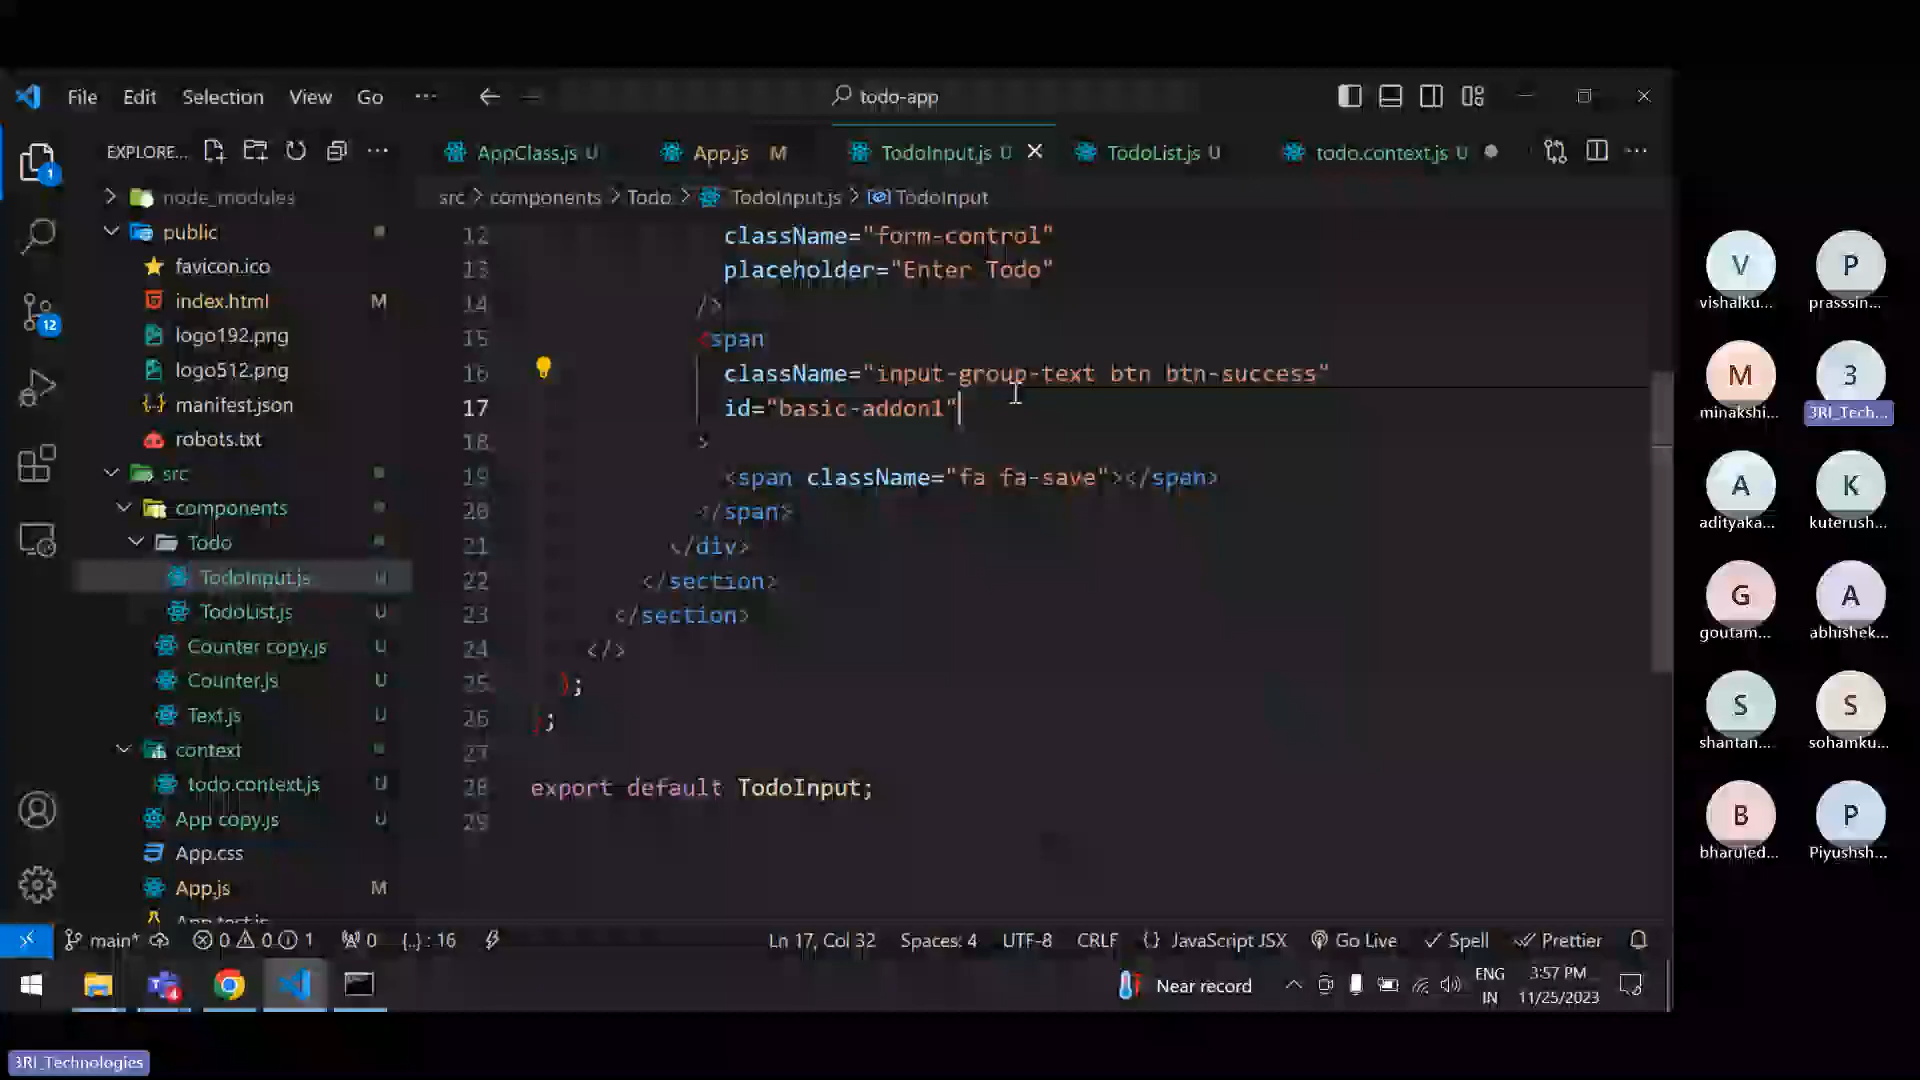 File Edit Selection View Go ··· todo-app
EXPLORE... AppClass.js U App.js M TodoInput.js U TodoList.js U todo.context.js U
src > components > Todo > TodoInput.js > TodoInput
node_modules
public
favicon.ico
index.html M
logo192.png
logo512.png
manifest.json
robots.txt
src
components
Todo
TodoInput.js U
TodoList.js U
Counter copy.js U
Counter.js U
Text.js U
context
todo.context.js U
App copy.js U
App.css
App.js M
App.test.js
1
12
12 className="form-control"
13 placeholder="Enter Todo"
14 />
15 <span
16 className="input-group-text btn btn-success"
17 id="basic-addon1"
18 >
19 <span className="fa fa-save"></span>
20 </span>
21 </div>
22 </section>
23 </section>
24 </>
25 );
26 };
27
28 export default TodoInput;
29
main* 0 0 1 0 {..} : 16 Ln 17, Col 32 Spaces: 4 UTF-8 CRLF {} JavaScript JSX Go Live Spell Prettier
4 Near record ENG IN 3:57 PM 11/25/2023
V P
vishalku... prasssin...
M 3
minakshi... 3RI_Tech...
A K
adityaka... kuterush...
G A
goutam... abhishek...
S S
shantan... sohamku...
B P
bharuled... Piyushsh...
3RI_Technologies